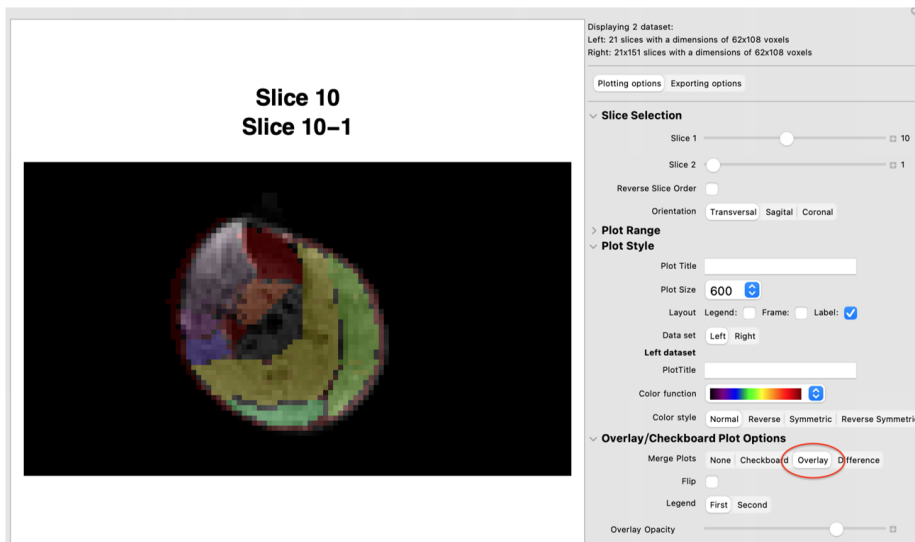 Slice 10
Slice 10–1
Displaying 2 dataset:
Left: 21 slices with a dimensions of 62x108 voxels
Right: 21x151 slices with a dimensions of 62x108 voxels
Plotting options Exporting options
Slice Selection
Slice 1 10
Slice 2 1
Reverse Slice Order
Orientation Transversal Sagital Coronal
Plot Range
Plot Style
Plot Title
Plot Size 600
Layout Legend: Frame: Label:
Data set Left Right
Left dataset
PlotTitle
Color function
Color style Normal Reverse Symmetric Reverse Symmetri
Overlay/Checkboard Plot Options
Merge Plots None Checkboard Overlay Difference
Flip
Legend First Second
Overlay Opacity